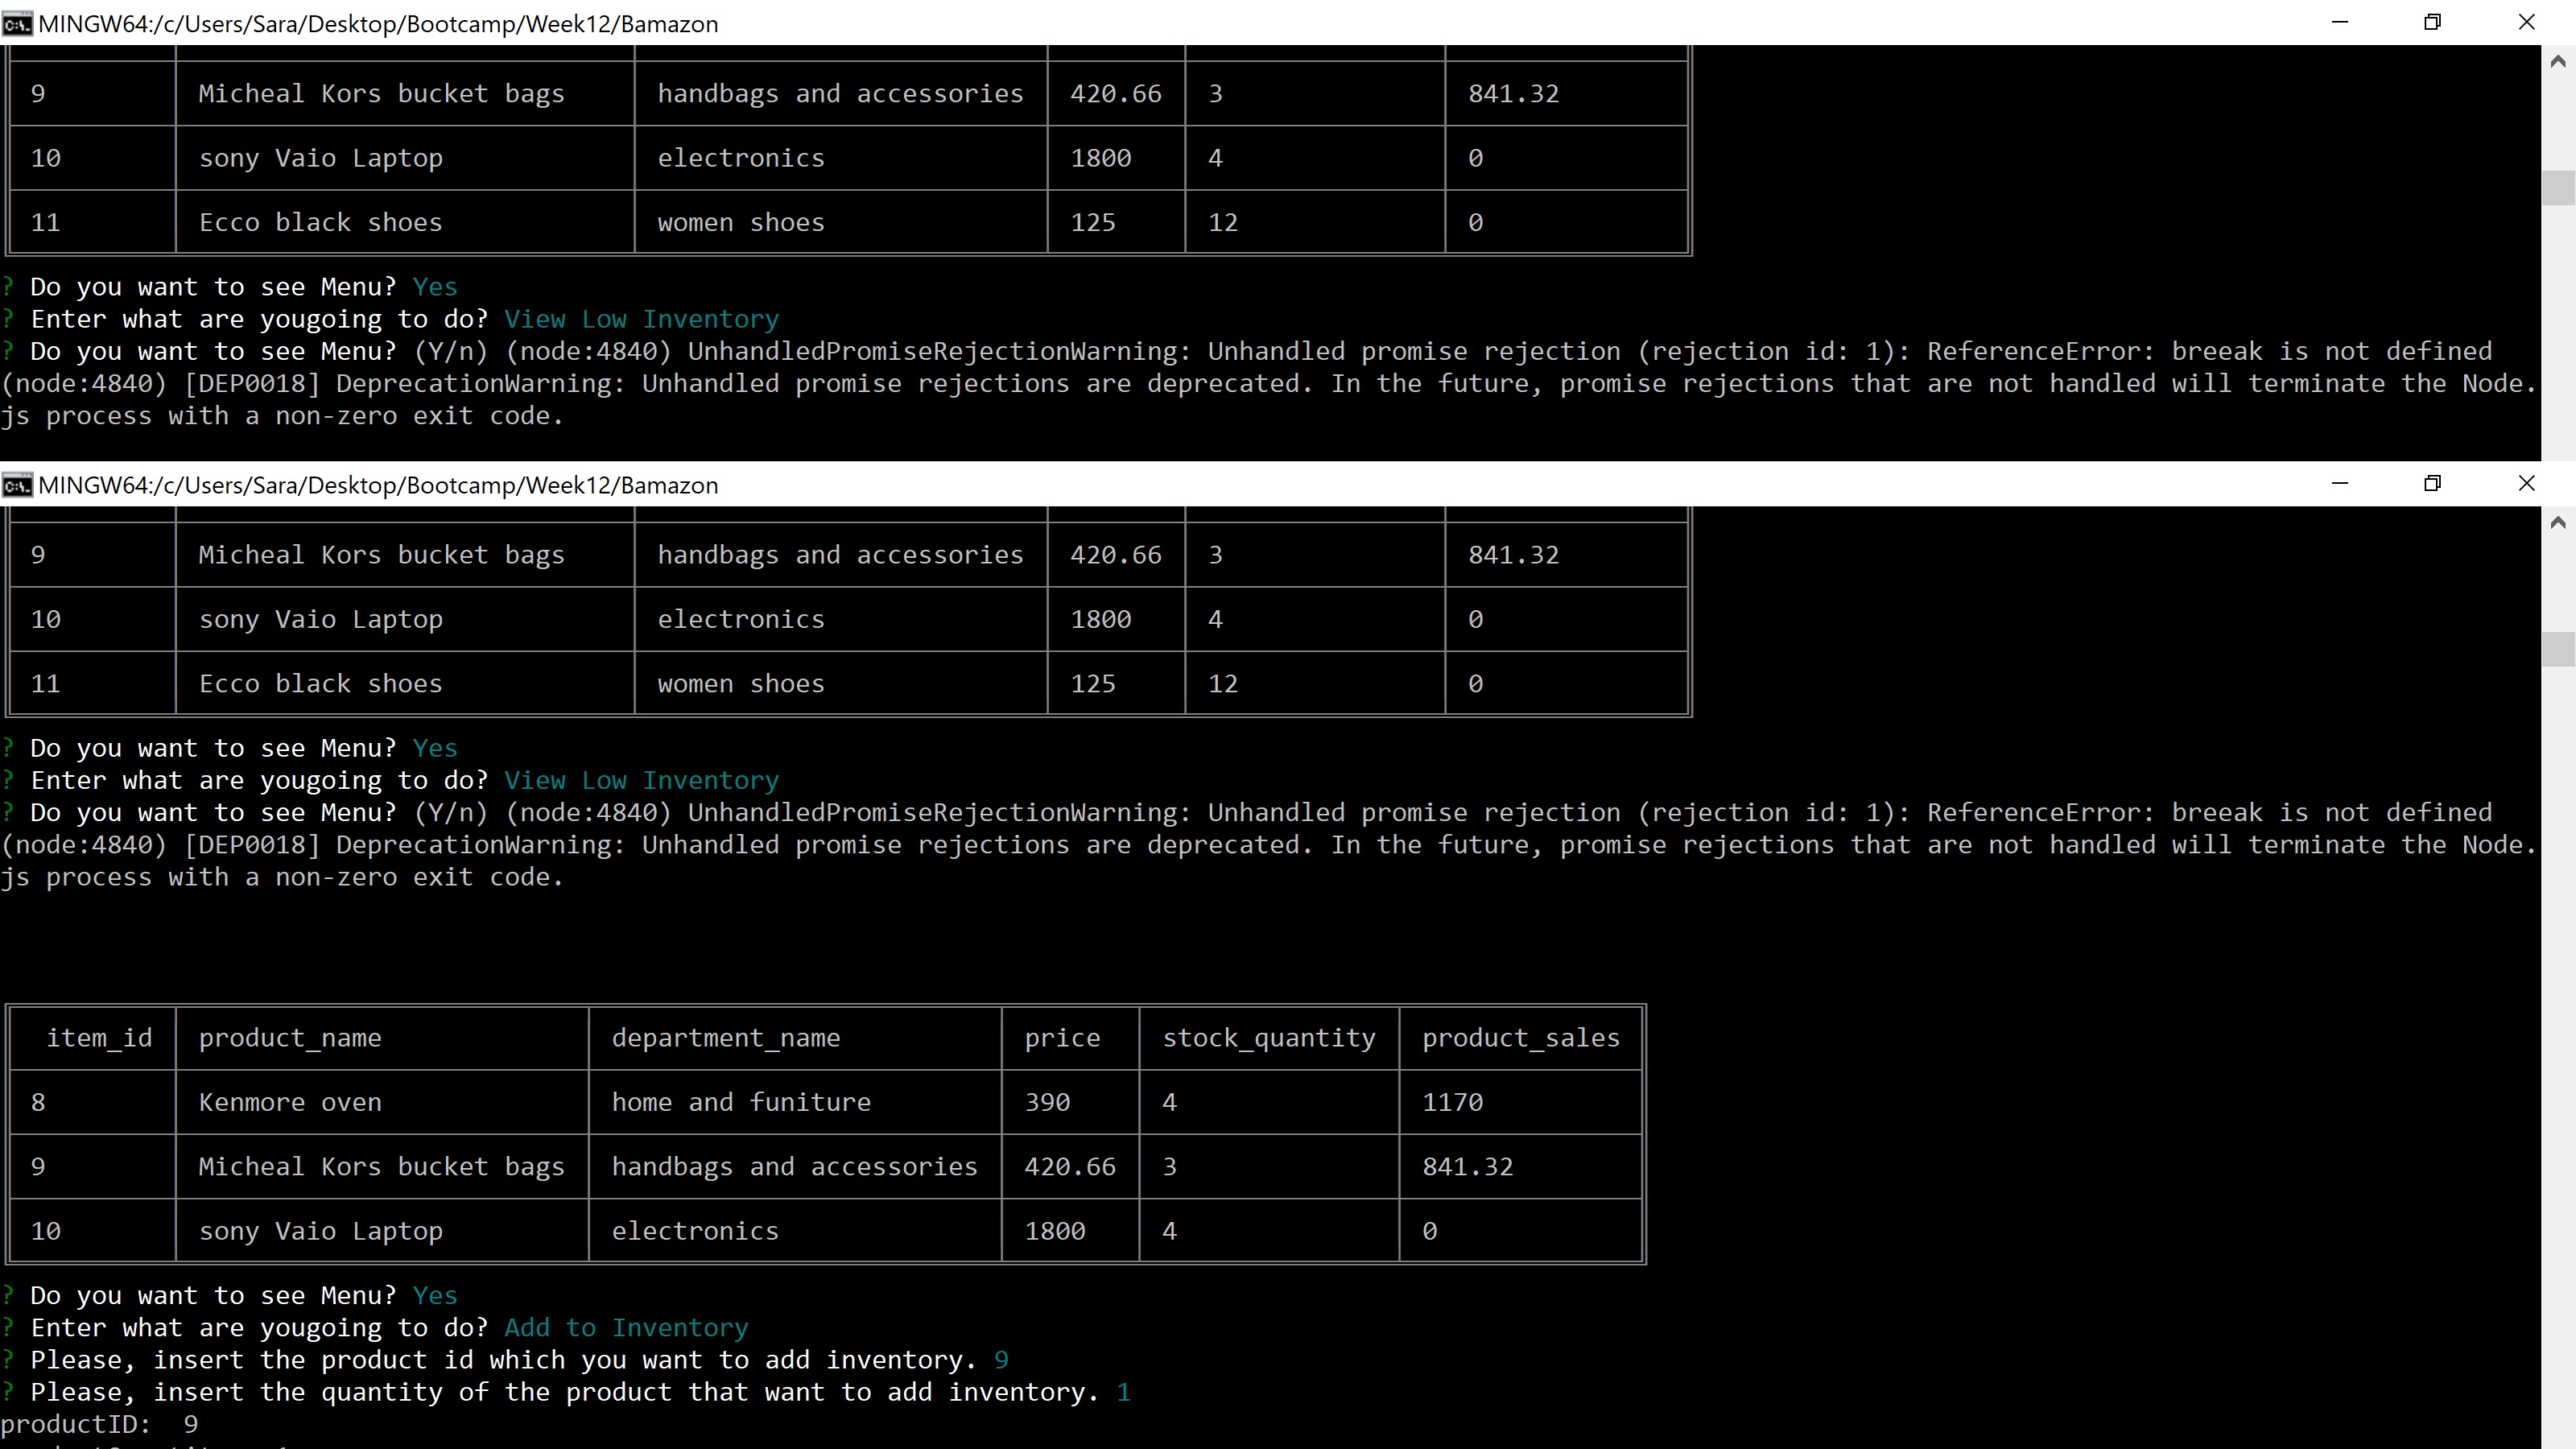 MINGW64:/c/Users/Sara/Desktop/Bootcamp/Week12/Bamazon
9 Micheal Kors bucket bags handbags and accessories 420.66 3 841.32
10 sony Vaio Laptop electronics 1800 4 0
11 Ecco black shoes women shoes 125 12 0
? Do you want to see Menu? Yes
? Enter what are yougoing to do? View Low Inventory
? Do you want to see Menu? (Y/n) (node:4840) UnhandledPromiseRejectionWarning: Unhandled promise rejection (rejection id: 1): ReferenceError: breeak is not defined
(node:4840) [DEP0018] DeprecationWarning: Unhandled promise rejections are deprecated. In the future, promise rejections that are not handled will terminate the Node.
js process with a non-zero exit code.
MINGW64:/c/Users/Sara/Desktop/Bootcamp/Week12/Bamazon
9 Micheal Kors bucket bags handbags and accessories 420.66 3 841.32
10 sony Vaio Laptop electronics 1800 4 0
11 Ecco black shoes women shoes 125 12 0
? Do you want to see Menu? Yes
? Enter what are yougoing to do? View Low Inventory
? Do you want to see Menu? (Y/n) (node:4840) UnhandledPromiseRejectionWarning: Unhandled promise rejection (rejection id: 1): ReferenceError: breeak is not defined
(node:4840) [DEP0018] DeprecationWarning: Unhandled promise rejections are deprecated. In the future, promise rejections that are not handled will terminate the Node.
js process with a non-zero exit code.
item_id product_name department_name price stock_quantity product_sales
8 Kenmore oven home and funiture 390 4 1170
9 Micheal Kors bucket bags handbags and accessories 420.66 3 841.32
10 sony Vaio Laptop electronics 1800 4 0
? Do you want to see Menu? Yes
? Enter what are yougoing to do? Add to Inventory
? Please, insert the product id which you want to add inventory. 9
? Please, insert the quantity of the product that want to add inventory. 1
productID: 9